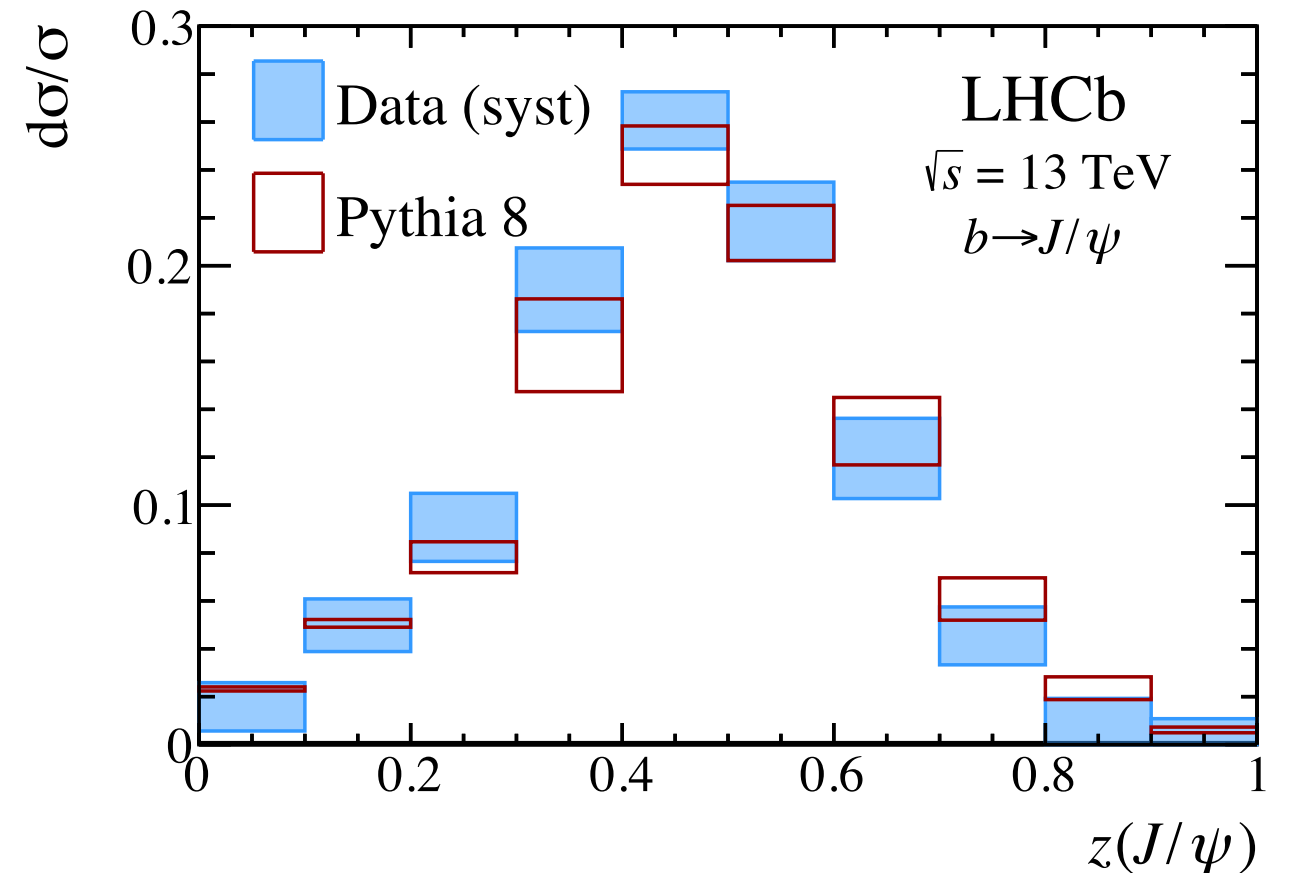 dσ/σ
0.3
0.2
0.1
0
Data (syst)
Pythia 8
LHCb
√s = 13 TeV
b→J/ψ
0 0.2 0.4 0.6 0.8 1
z(J/ψ)